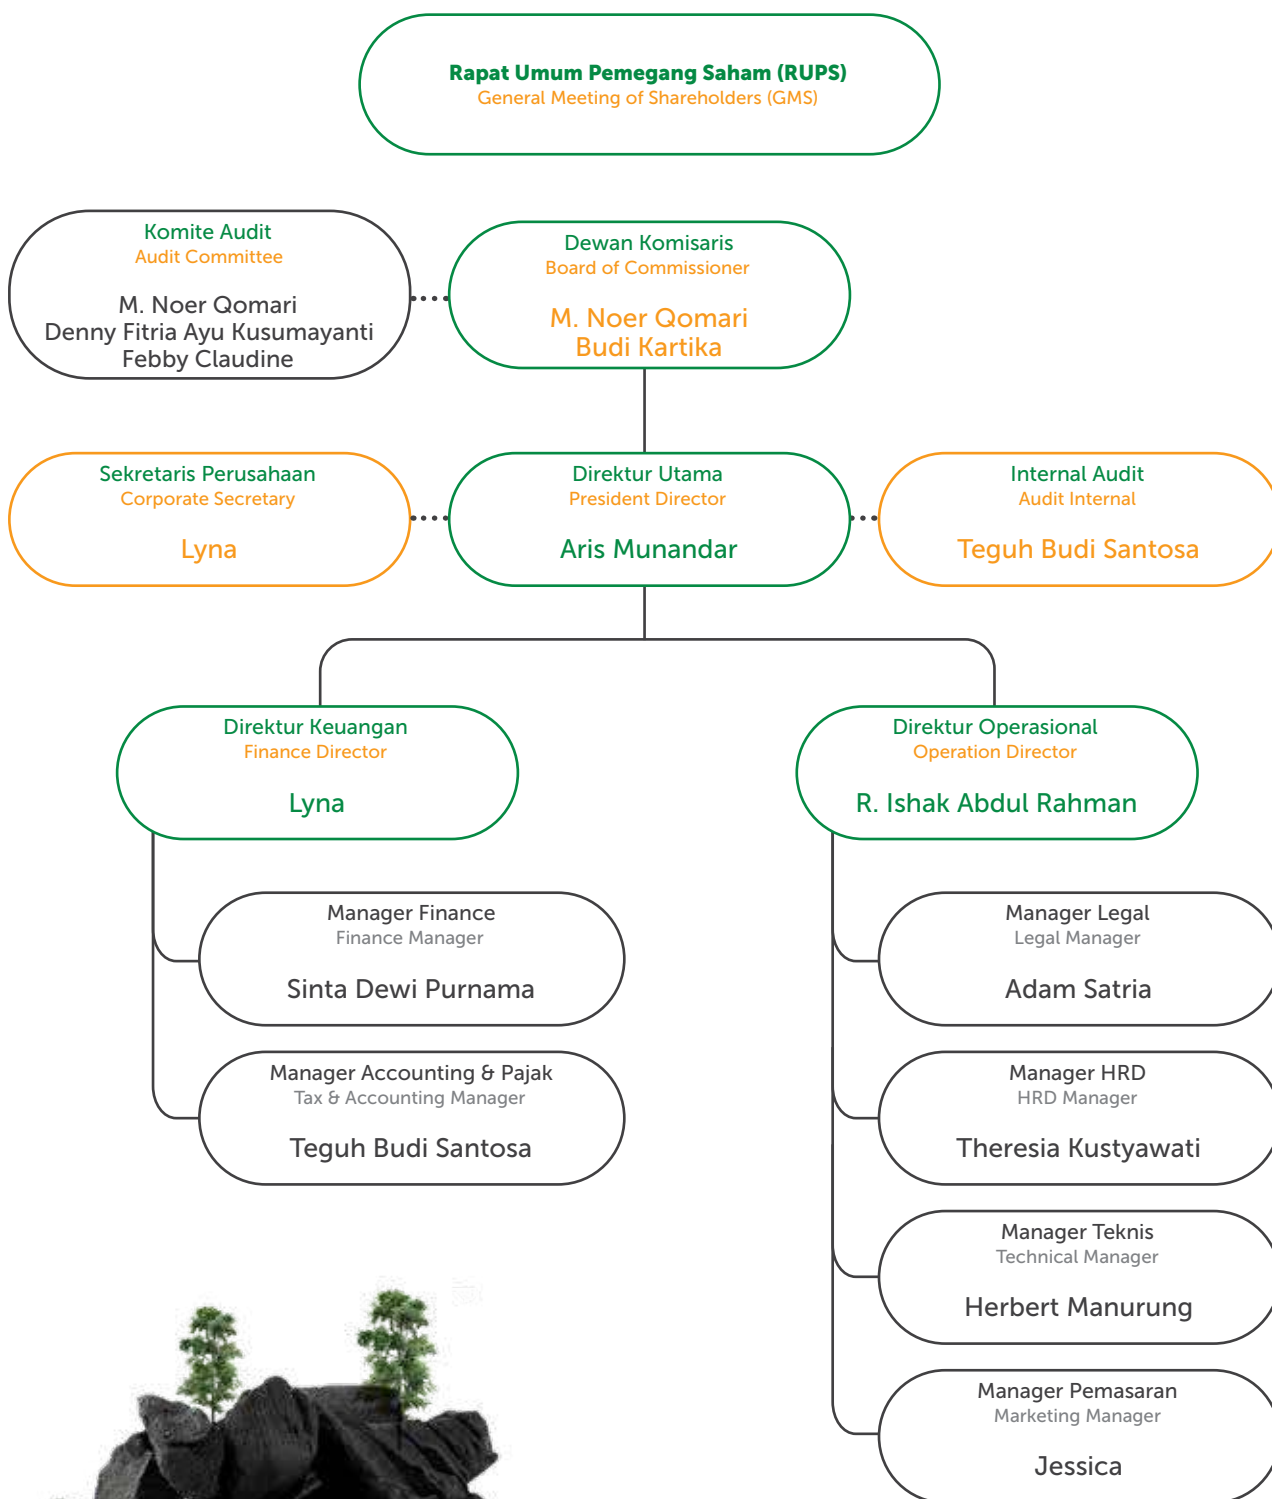 Rapat Umum Pemegang Saham (RUPS)
General Meeting of Shareholders (GMS)
Komite Audit
Audit Committee
M. Noer Qomari
Denny Fitria Ayu Kusumayanti
Febby Claudine
Dewan Komisaris
Board of Commissioner
M. Noer Qomari
Budi Kartika
Sekretaris Perusahaan
Corporate Secretary
Lyna
Direktur Utama
President Director
Aris Munandar
Internal Audit
Audit Internal
Teguh Budi Santosa
Direktur Keuangan
Finance Director
Lyna
Direktur Operasional
Operation Director
R. Ishak Abdul Rahman
Manager Finance
Finance Manager
Sinta Dewi Purnama
Manager Accounting & Pajak
Tax & Accounting Manager
Teguh Budi Santosa
Manager Legal
Legal Manager
Adam Satria
Manager HRD
HRD Manager
Theresia Kustyawati
Manager Teknis
Technical Manager
Herbert Manurung
Manager Pemasaran
Marketing Manager
Jessica